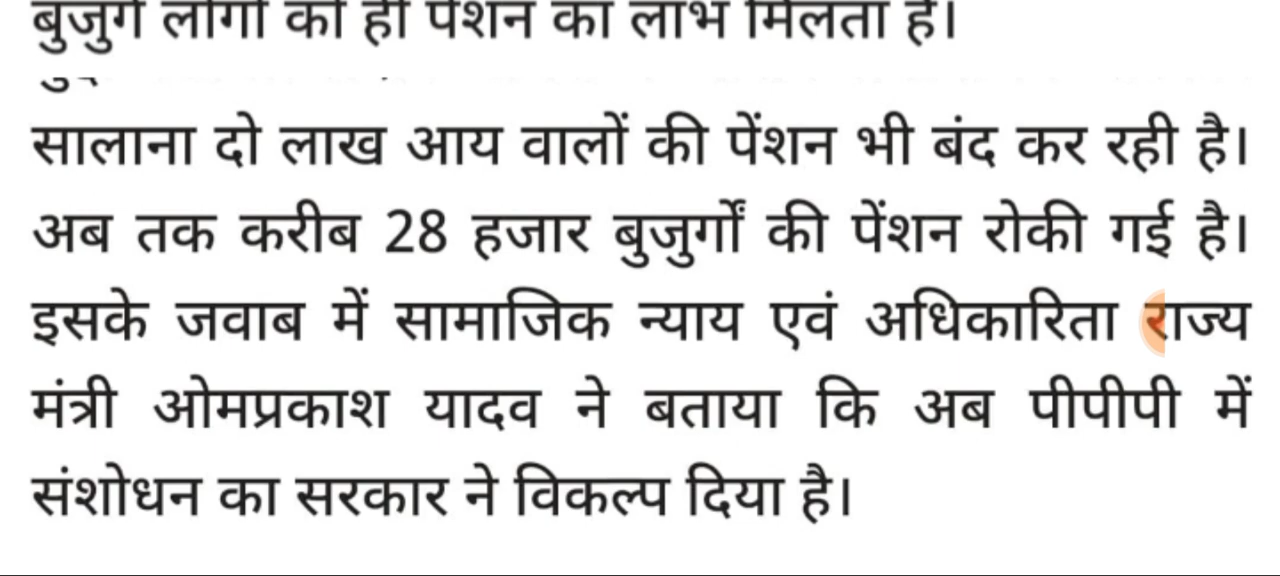 बुजुर्ग लोगों को ही पेंशन का लाभ मिलता है।
सालाना दो लाख आय वालों की पेंशन भी बंद कर रही है।
अब तक करीब 28 हजार बुजुर्गों की पेंशन रोकी गई है।
इसके जवाब में सामाजिक न्याय एवं अधिकारिता राज्य
मंत्री ओमप्रकाश यादव ने बताया कि अब पीपीपी में
संशोधन का सरकार ने विकल्प दिया है।